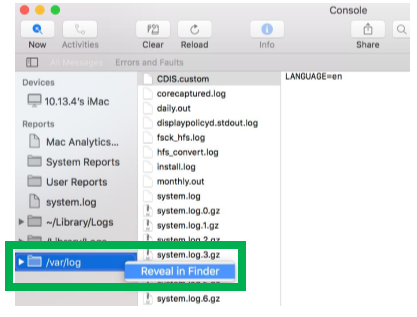 Console
Now
Activities
Clear
Reload
Info
Share
All Messages
Errors and Faults
Devices
10.13.4's iMac
Reports
Mac Analytics...
System Reports
User Reports
system.log
~/Library/Logs
/Library/Logs
/var/log
Reveal in Finder
CDIS.custom
corecaptured.log
daily.out
displaypolicyd.stdout.log
fsck_hfs.log
hfs_convert.log
install.log
monthly.out
system.log
system.log.0.gz
system.log.1.gz
system.log.2.gz
system.log.3.gz
system.log.6.gz
LANGUAGE=en